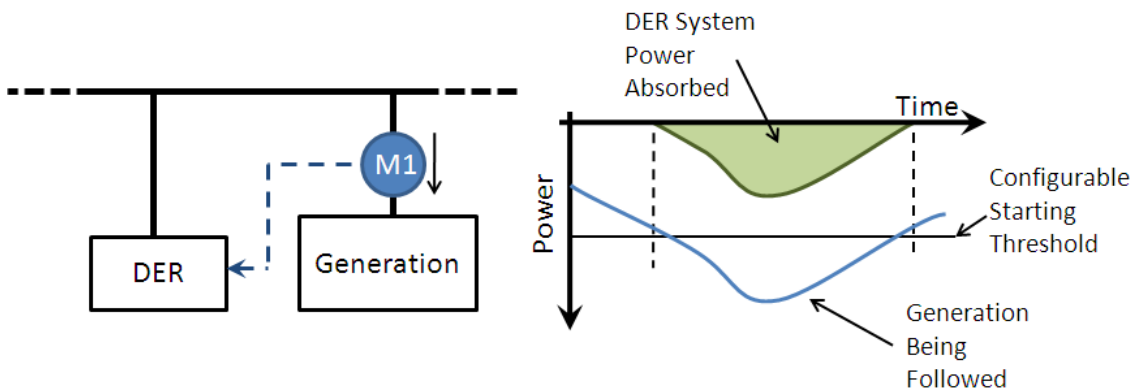 M1
DER
Generation
DER System
Power
Absorbed
Time
Power
Configurable
Starting
Threshold
Generation
Being
Followed